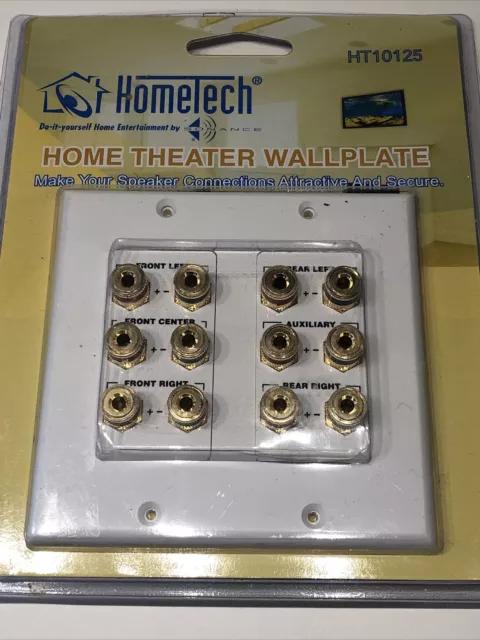 HT10125
HomeTech®
Do-it-yourself Home Entertainment by SONANCE
HOME THEATER WALLPLATE
Make Your Speaker Connections Attractive And Secure.
FRONT LEFT
+ -
REAR LEFT
+ -
FRONT CENTER
+ -
AUXILIARY
+ -
FRONT RIGHT
+ -
REAR RIGHT
+ -